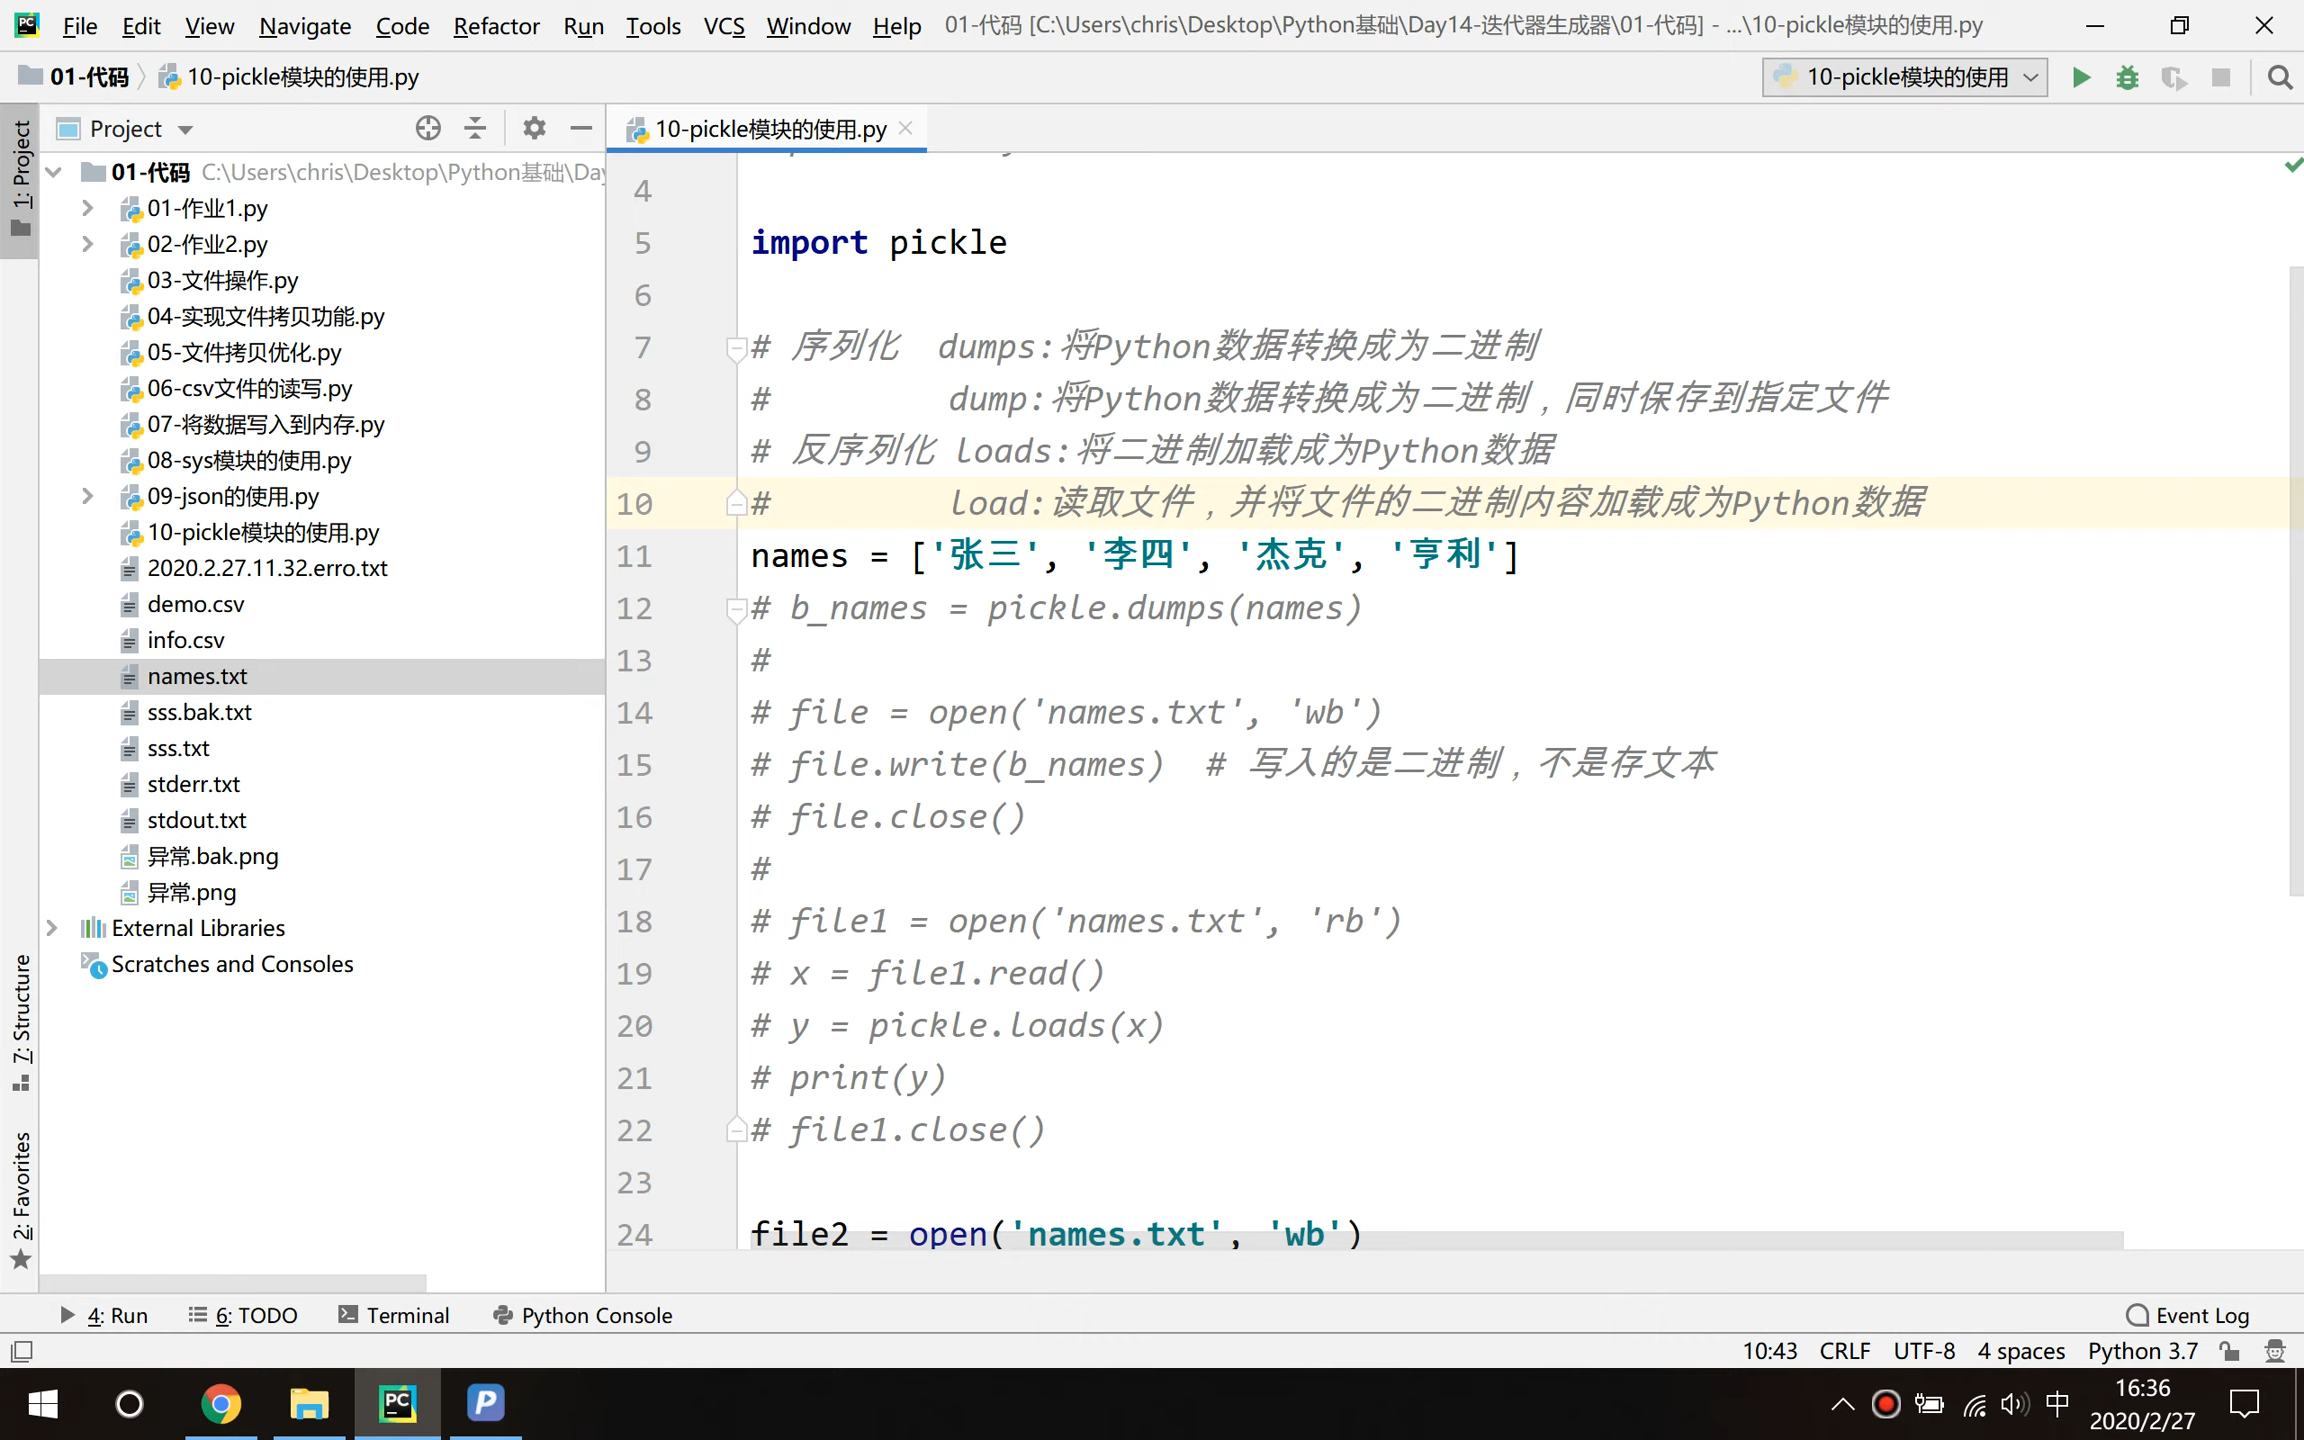 File Edit View Navigate Code Refactor Run Tools VCS Window Help 01-代码 [C:\Users\chris\Desktop\Python基础\Day14-迭代器生成器\01-代码] - ...\10-pickle模块的使用.py
01-代码 10-pickle模块的使用.py 10-pickle模块的使用
1: Project
Project
10-pickle模块的使用.py
01-代码 C:\Users\chris\Desktop\Python基础\Day
01-作业1.py
02-作业2.py
03-文件操作.py
04-实现文件拷贝功能.py
05-文件拷贝优化.py
06-csv文件的读写.py
07-将数据写入到内存.py
08-sys模块的使用.py
09-json的使用.py
10-pickle模块的使用.py
2020.2.27.11.32.erro.txt
demo.csv
info.csv
names.txt
sss.bak.txt
sss.txt
stderr.txt
stdout.txt
异常.bak.png
异常.png
External Libraries
Scratches and Consoles
7: Structure
2: Favorites
4
5 import pickle
6
7 # 序列化 dumps:将Python数据转换成为二进制
8 # dump:将Python数据转换成为二进制，同时保存到指定文件
9 # 反序列化 loads:将二进制加载成为Python数据
10 # load:读取文件，并将文件的二进制内容加载成为Python数据
11 names = ['张三', '李四', '杰克', '亨利']
12 # b_names = pickle.dumps(names)
13 #
14 # file = open('names.txt', 'wb')
15 # file.write(b_names) # 写入的是二进制，不是存文本
16 # file.close()
17 #
18 # file1 = open('names.txt', 'rb')
19 # x = file1.read()
20 # y = pickle.loads(x)
21 # print(y)
22 # file1.close()
23
24 file2 = open('names.txt', 'wb')
4: Run 6: TODO Terminal Python Console Event Log
10:43 CRLF UTF-8 4 spaces Python 3.7
中 16:36
2020/2/27